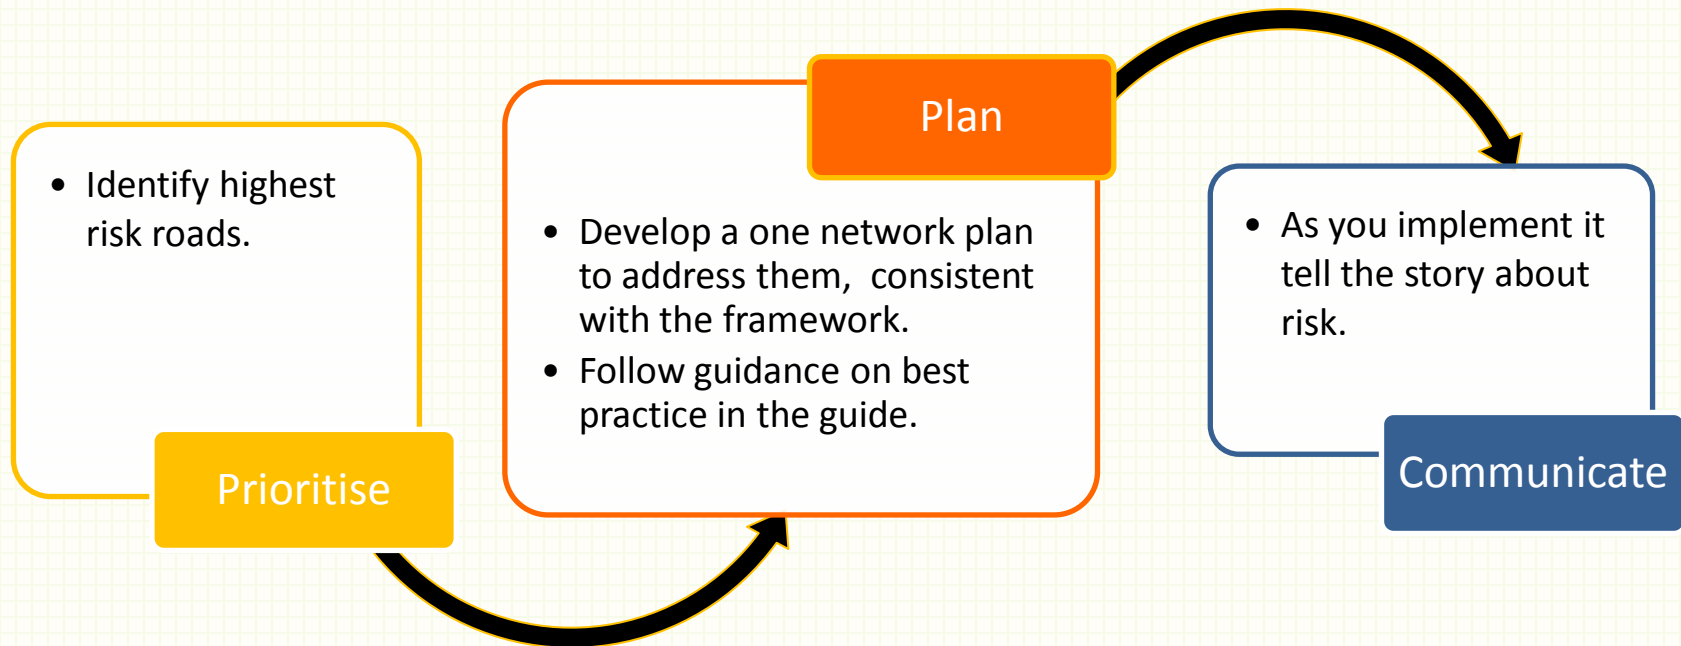 • Identify highest
risk roads.
Prioritise
Plan
• Develop a one network plan
to address them,  consistent
with the framework.
• Follow guidance on best
practice in the guide.
• As you implement it
tell the story about
risk.
Communicate